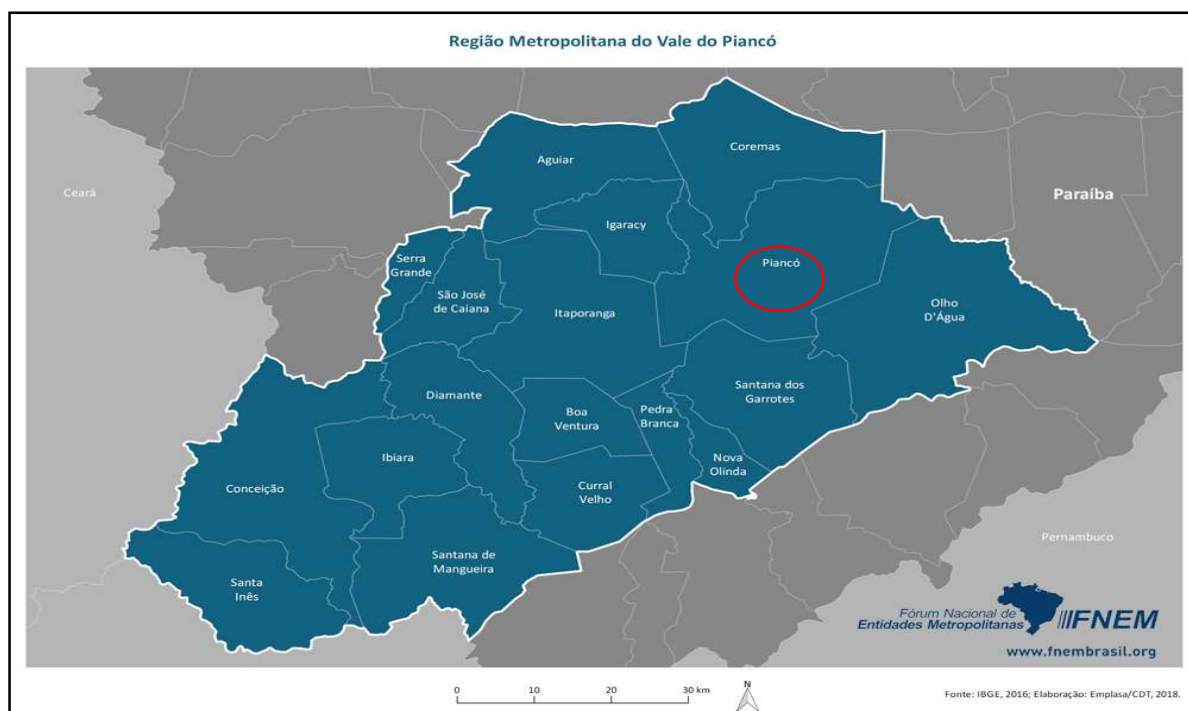 Região Metropolitana do Vale do Piancó
Ceará
Paraíba
Pernambuco
Aguiar
Coremas
Igaracy
Serra
Grande
São José
de Caiana
Itaporanga
Piancó
Olho
D'Água
Diamante
Boa
Ventura
Pedra
Branca
Santana dos
Garrotes
Ibiara
Conceição
Curral
Velho
Nova
Olinda
Santana de
Mangueira
Santa
Inês
Fórum Nacional de
Entidades Metropolitanas
FNEM
www.fnembrasil.org
0 10 20 30 km
N
Fonte: IBGE, 2016; Elaboração: Emplasa/CDT, 2018.